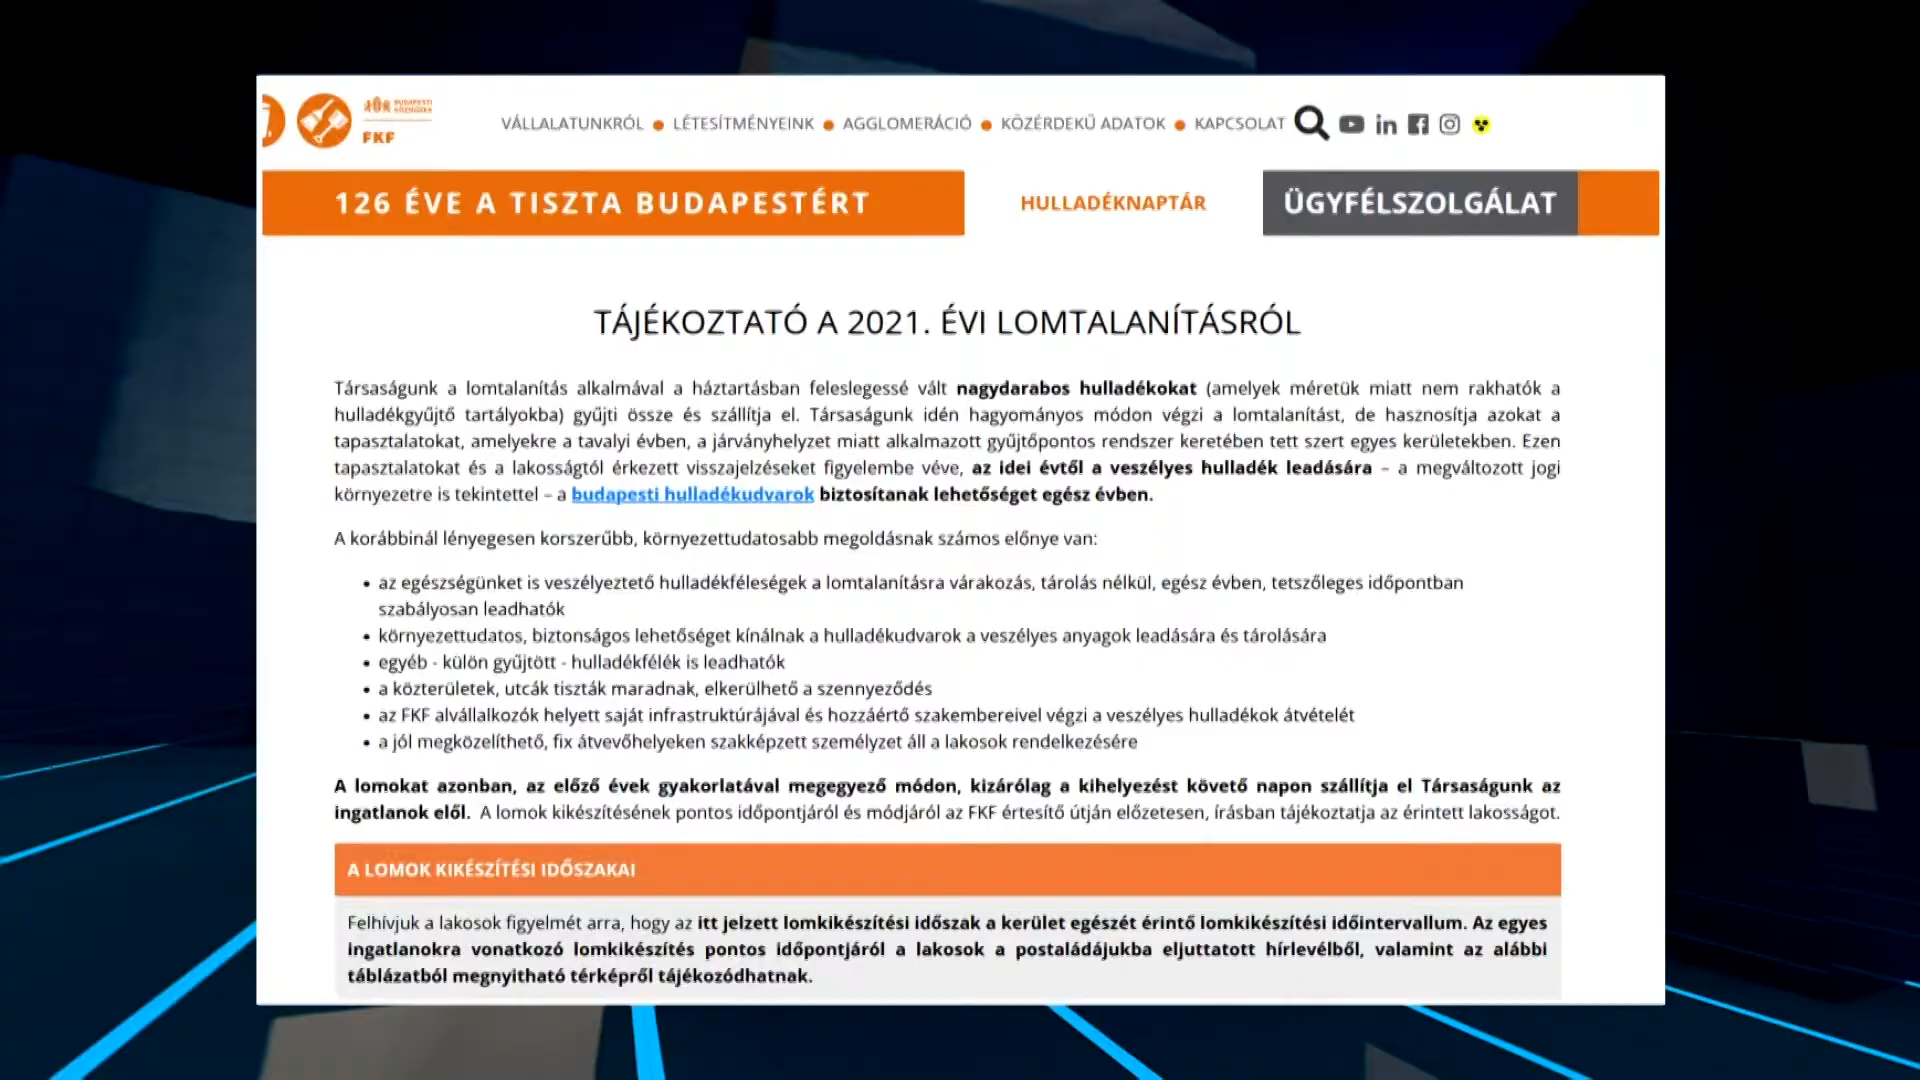 BUDAPESTI
KÖZMŰVEK
FKF
VÁLLALATUNKRÓL LÉTESÍTMÉNYEINK AGGLOMERÁCIÓ KÖZÉRDEKŰ ADATOK KAPCSOLAT
126 ÉVE A TISZTA BUDAPESTÉRT
HULLADÉKNAPTÁR
ÜGYFÉLSZOLGÁLAT
TÁJÉKOZTATÓ A 2021. ÉVI LOMTALANÍTÁSRÓL
Társaságunk a lomtalanítás alkalmával a háztartásban feleslegessé vált nagydarabos hulladékokat (amelyek méretük miatt nem rakhatók a
hulladékgyűjtő tartályokba) gyűjti össze és szállítja el. Társaságunk idén hagyományos módon végzi a lomtalanítást, de hasznosítja azokat a
tapasztalatokat, amelyekre a tavalyi évben, a járványhelyzet miatt alkalmazott gyűjtőpontos rendszer keretében tett szert egyes kerületekben. Ezen
tapasztalatokat és a lakosságtól érkezett visszajelzéseket figyelembe véve, az idei évtől a veszélyes hulladék leadására – a megváltozott jogi
környezetre is tekintettel – a budapesti hulladékudvarok biztosítanak lehetőséget egész évben.
A korábbinál lényegesen korszerűbb, környezettudatosabb megoldásnak számos előnye van:
• az egészségünket is veszélyeztető hulladékféleségek a lomtalanításra várakozás, tárolás nélkül, egész évben, tetszőleges időpontban
szabályosan leadhatók
• környezettudatos, biztonságos lehetőséget kínálnak a hulladékudvarok a veszélyes anyagok leadására és tárolására
• egyéb - külön gyűjtött - hulladékfélék is leadhatók
• a közterületek, utcák tiszták maradnak, elkerülhető a szennyeződés
• az FKF alvállalkozók helyett saját infrastruktúrájával és hozzáértő szakembereivel végzi a veszélyes hulladékok átvételét
• a jól megközelíthető, fix átvevőhelyeken szakképzett személyzet áll a lakosok rendelkezésére
A lomokat azonban, az előző évek gyakorlatával megegyező módon, kizárólag a kihelyezést követő napon szállítja el Társaságunk az
ingatlanok elől. A lomok kikészítésének pontos időpontjáról és módjáról az FKF értesítő útján előzetesen, írásban tájékoztatja az érintett lakosságot.
A LOMOK KIKÉSZÍTÉSI IDŐSZAKAI
Felhívjuk a lakosok figyelmét arra, hogy az itt jelzett lomkikészítési időszak a kerület egészét érintő lomkikészítési időintervallum. Az egyes
ingatlanokra vonatkozó lomkikészítés pontos időpontjáról a lakosok a postaládájukba eljuttatott hírlevélből, valamint az alábbi
táblázatból megnyitható térképről tájékozódhatnak.